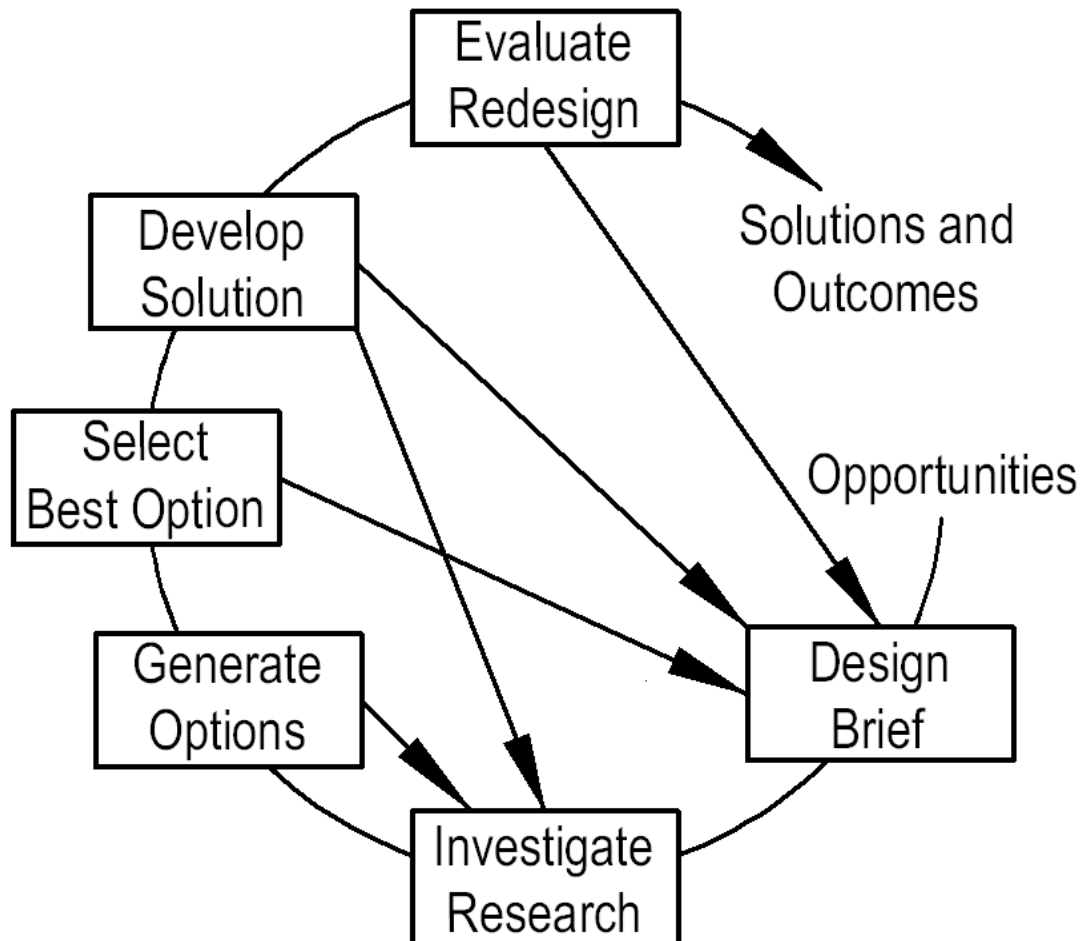 Evaluate
Redesign
Develop
Solution
Solutions and
Outcomes
Select
Best Option
Opportunities
Generate
Options
Design
Brief
Investigate
Research